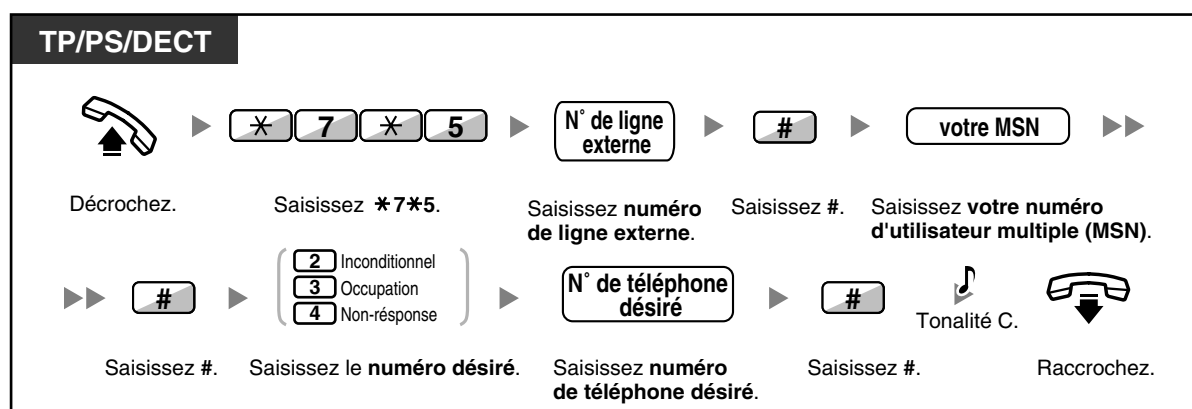 TP/PS/DECT
✳ 7 ✳ 5
N° de ligne
externe
#
votre MSN
Décrochez.
Saisissez ✳7✳5.
Saisissez numéro
de ligne externe.
Saisissez #.
Saisissez votre numéro
d'utilisateur multiple (MSN).
#
2 Inconditionnel
3 Occupation
4 Non-résponse
N° de téléphone
désiré
#
Tonalité C.
Saisissez #.
Saisissez le numéro désiré.
Saisissez numéro
de téléphone désiré.
Saisissez #.
Raccrochez.